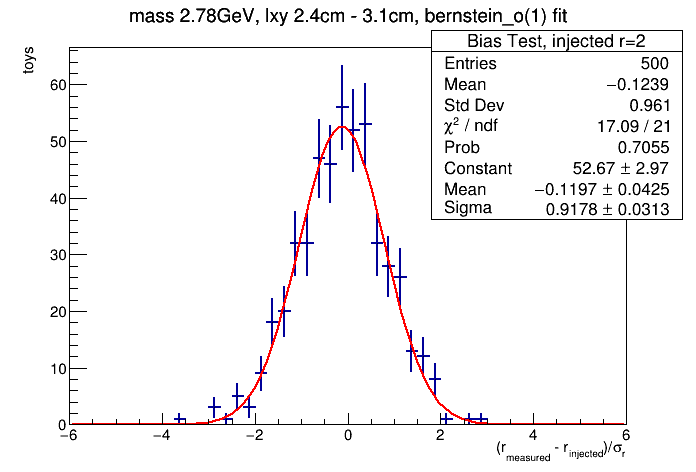 mass 2.78GeV, lxy 2.4cm - 3.1cm, bernstein_o(1) fit
Bias Test, injected r=2
Entries 500
Mean −0.1239
Std Dev 0.961
χ² / ndf 17.09 / 21
Prob 0.7055
Constant 52.67 ± 2.97
Mean −0.1197 ± 0.0425
Sigma 0.9178 ± 0.0313
toys
60
50
40
30
20
10
0
−6 −4 −2 0 2 4 6
(r_measured - r_injected)/σ_r